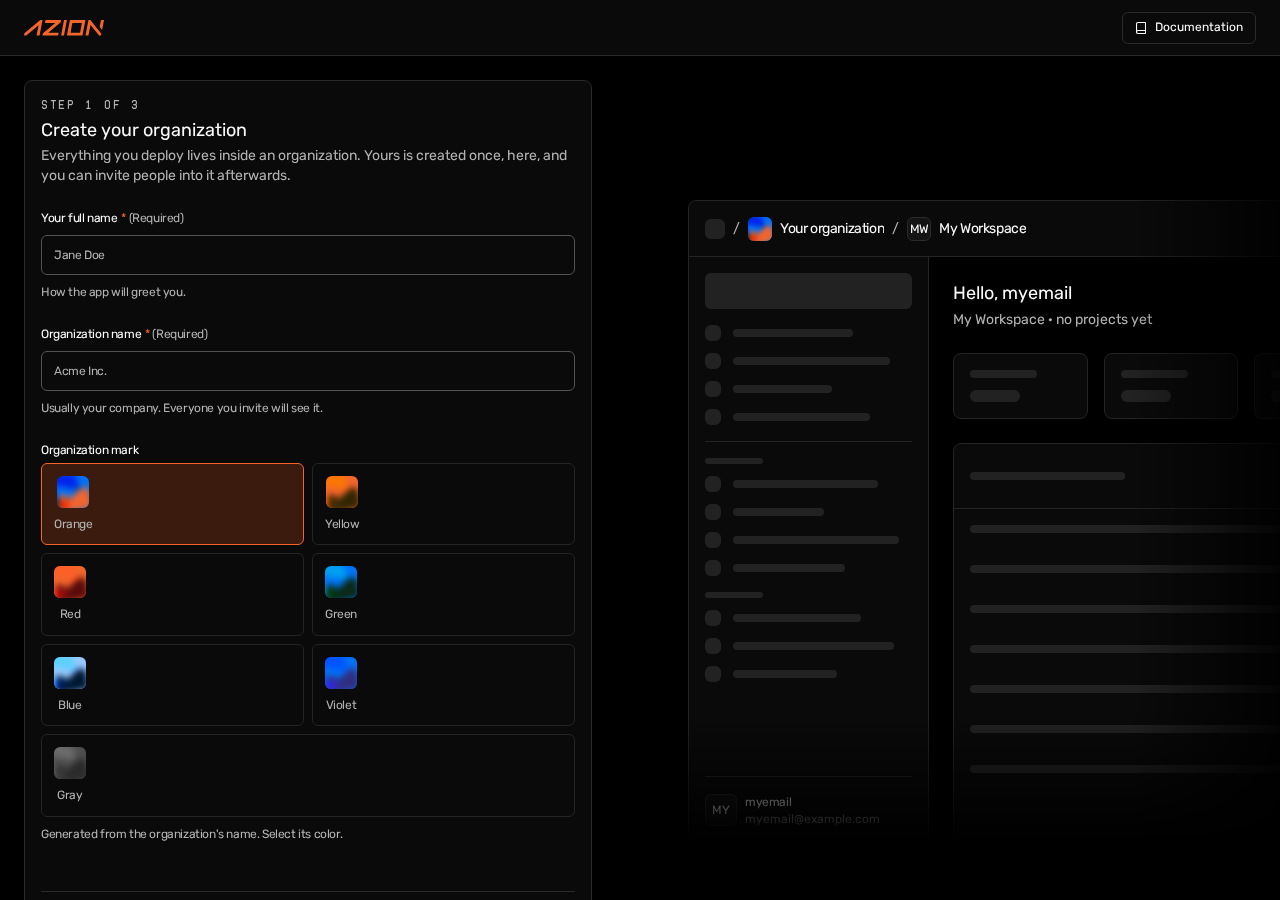 AZION
Documentation
STEP 1 OF 3
Create your organization
Everything you deploy lives inside an organization. Yours is created once, here, and
you can invite people into it afterwards.
Your full name * (Required)
Jane Doe
How the app will greet you.
Organization name * (Required)
Acme Inc.
Usually your company. Everyone you invite will see it.
Organization mark
Orange
Yellow
Red
Green
Blue
Violet
Gray
Generated from the organization's name. Select its color.
/ Your organization / MW My Workspace
Hello, myemail
My Workspace • no projects yet
MY
myemail
myemail@example.com